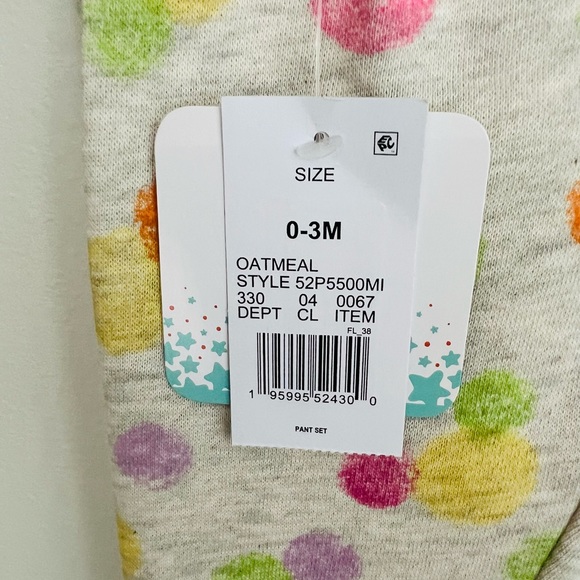 SIZE
0-3M
OATMEAL
STYLE 52P5500MI
330 04 0067
DEPT CL ITEM
FL_38
1 95995 52430 0
PANT SET